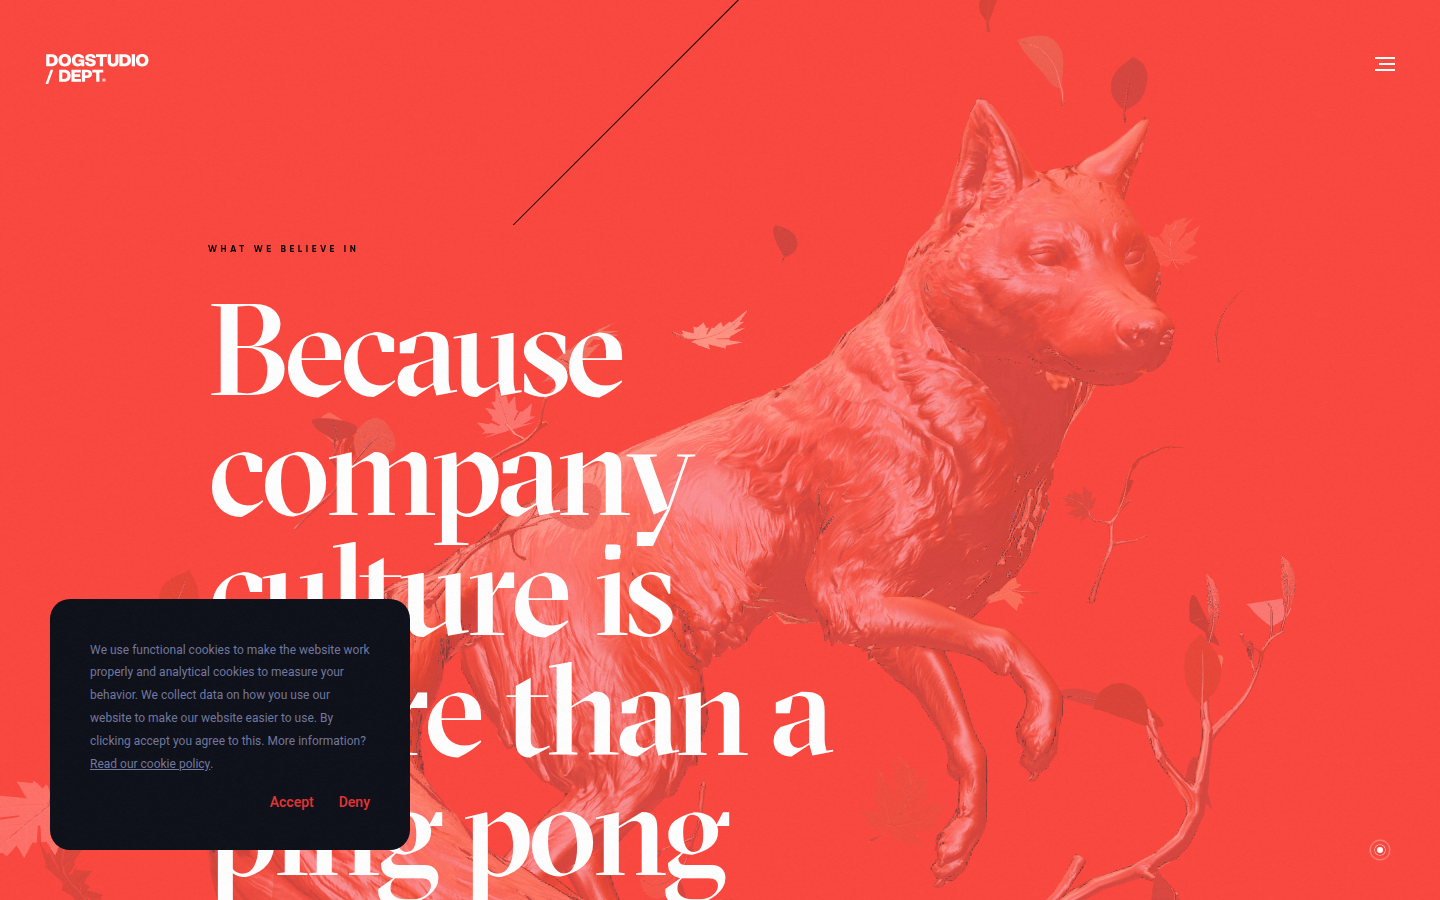 DOGSTUDIO
/ DEPT.
WHAT WE BELIEVE IN
Because
company
culture is
than a
ping pong
We use functional cookies to make the website work
properly and analytical cookies to measure your
behavior. We collect data on how you use our
website to make our website easier to use. By
clicking accept you agree to this. More information?
Read our cookie policy.
Accept Deny